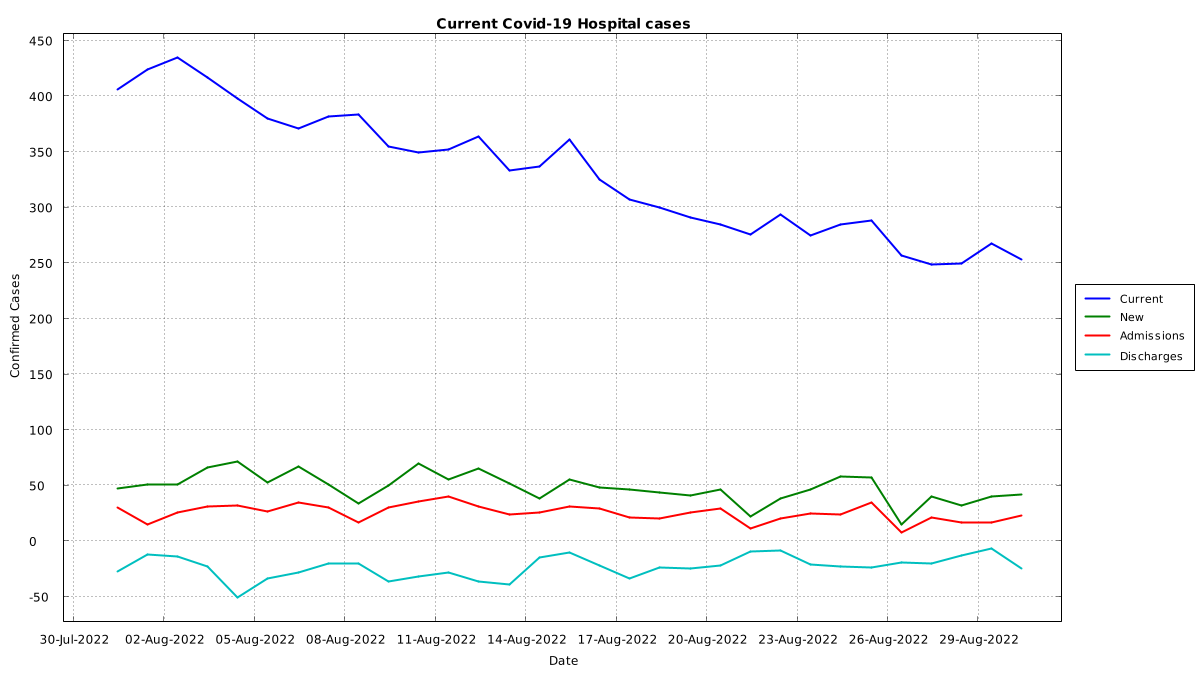 Current Covid-19 Hospital cases
450
400
350
300
250
200
150
100
50
0
-50
Confirmed Cases
30-Jul-2022 02-Aug-2022 05-Aug-2022 08-Aug-2022 11-Aug-2022 14-Aug-2022 17-Aug-2022 20-Aug-2022 23-Aug-2022 26-Aug-2022 29-Aug-2022
Date
Current
New
Admissions
Discharges